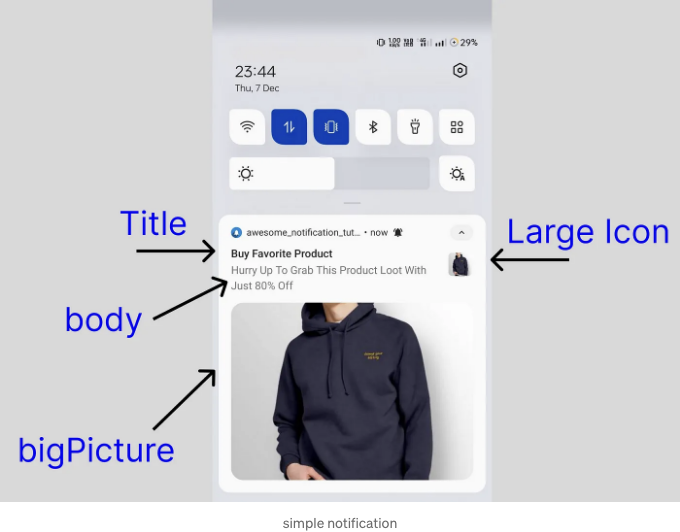 29%
23:44
Thu, 7 Dec
Title
awesome_notification_tut... • now
Large Icon
Buy Favorite Product
Hurry Up To Grab This Product Loot With
Just 80% Off
body
bigPicture
simple notification